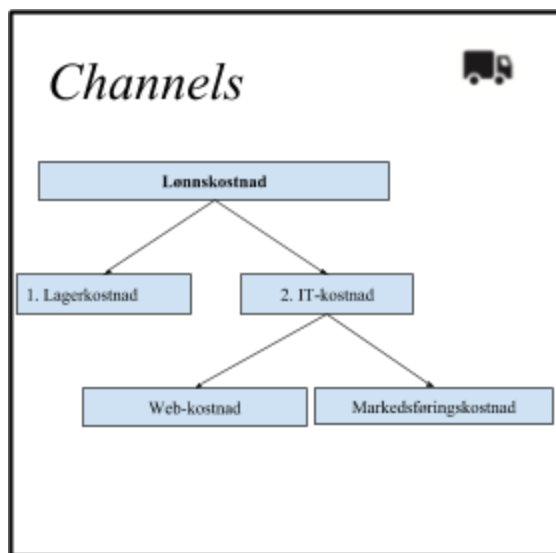 Channels
Lønnskostnad
1. Lagerkostnad
2. IT-kostnad
Web-kostnad
Markedsføringskostnad